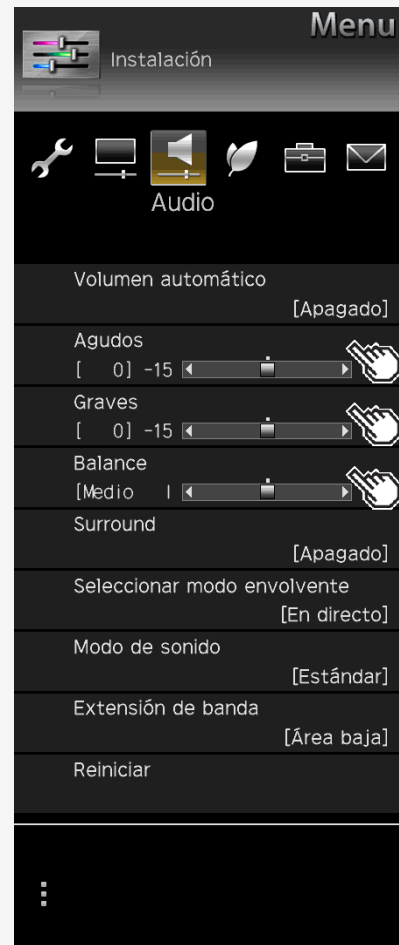 Menu
Instalación
Audio
Volumen automático
[Apagado]
Agudos
[ 0] -15
Graves
[ 0] -15
Balance
[Medio I
Surround
[Apagado]
Seleccionar modo envolvente
[En directo]
Modo de sonido
[Estándar]
Extensión de banda
[Área baja]
Reiniciar